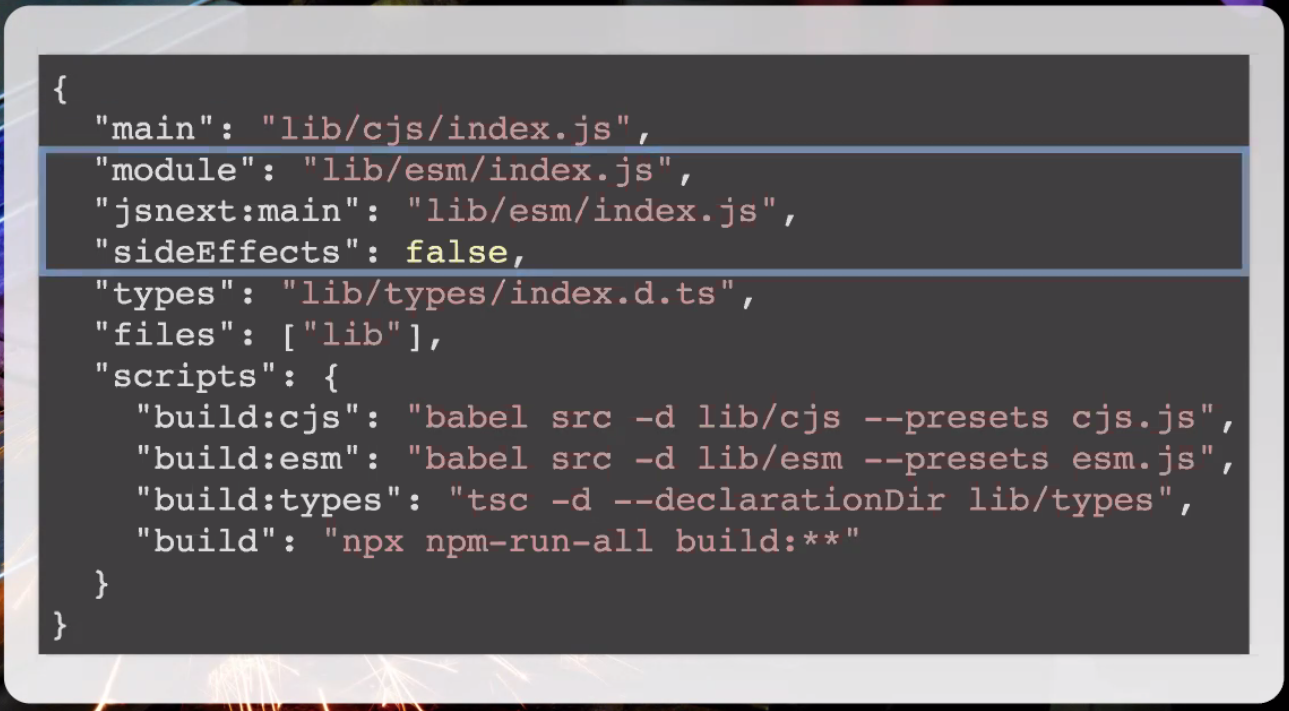 {
  "main": "lib/cjs/index.js",
  "module": "lib/esm/index.js",
  "jsnext:main": "lib/esm/index.js",
  "sideEffects": false,
  "types": "lib/types/index.d.ts",
  "files": ["lib"],
  "scripts": {
    "build:cjs": "babel src -d lib/cjs --presets cjs.js",
    "build:esm": "babel src -d lib/esm --presets esm.js",
    "build:types": "tsc -d --declarationDir lib/types",
    "build": "npx npm-run-all build:**"
  }
}